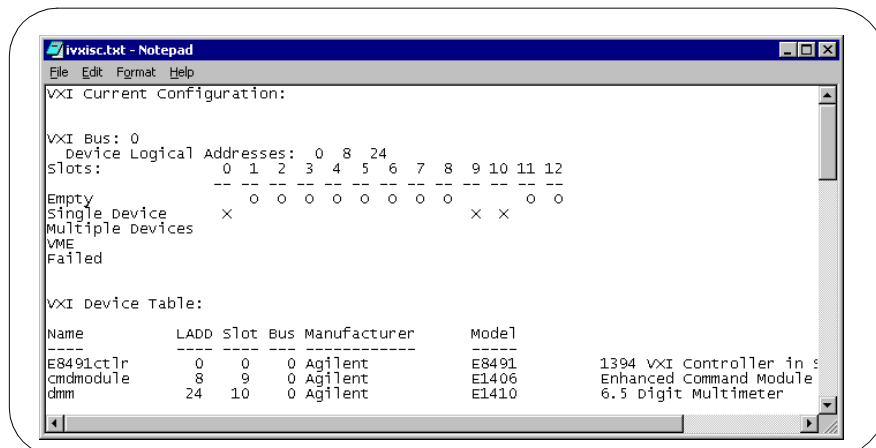 ivxisc.txt - Notepad
File Edit Format Help
VXI Current Configuration:
VXI Bus: 0
Device Logical Addresses: 0 8 24
Slots: 0 1 2 3 4 5 6 7 8 9 10 11 12
-- -- -- -- -- -- -- -- -- -- -- -- --
Empty o o o o o o o o o o
Single Device X X X
Multiple Devices
VME
Failed
VXI Device Table:
Name LADD Slot Bus Manufacturer Model
---- ---- ---- --- ------------ -----
E8491ctlr 0 0 0 Agilent E8491 1394 VXI Controller in
cmdmodule 8 9 0 Agilent E1406 Enhanced Command Module
dmm 24 10 0 Agilent E1410 6.5 Digit Multimeter